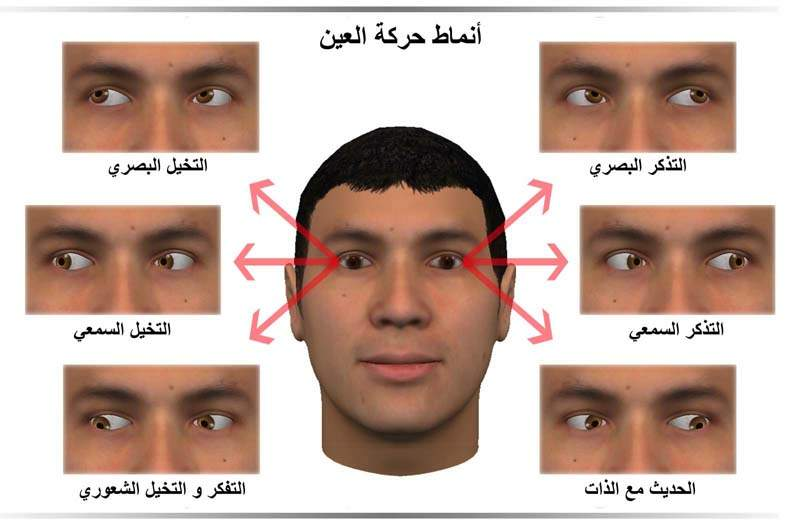 أنماط حركة العين
التذكر البصري
التخيل البصري
التذكر السمعي
التخيل السمعي
الحديث مع الذات
التفكر و التخيل الشعوري